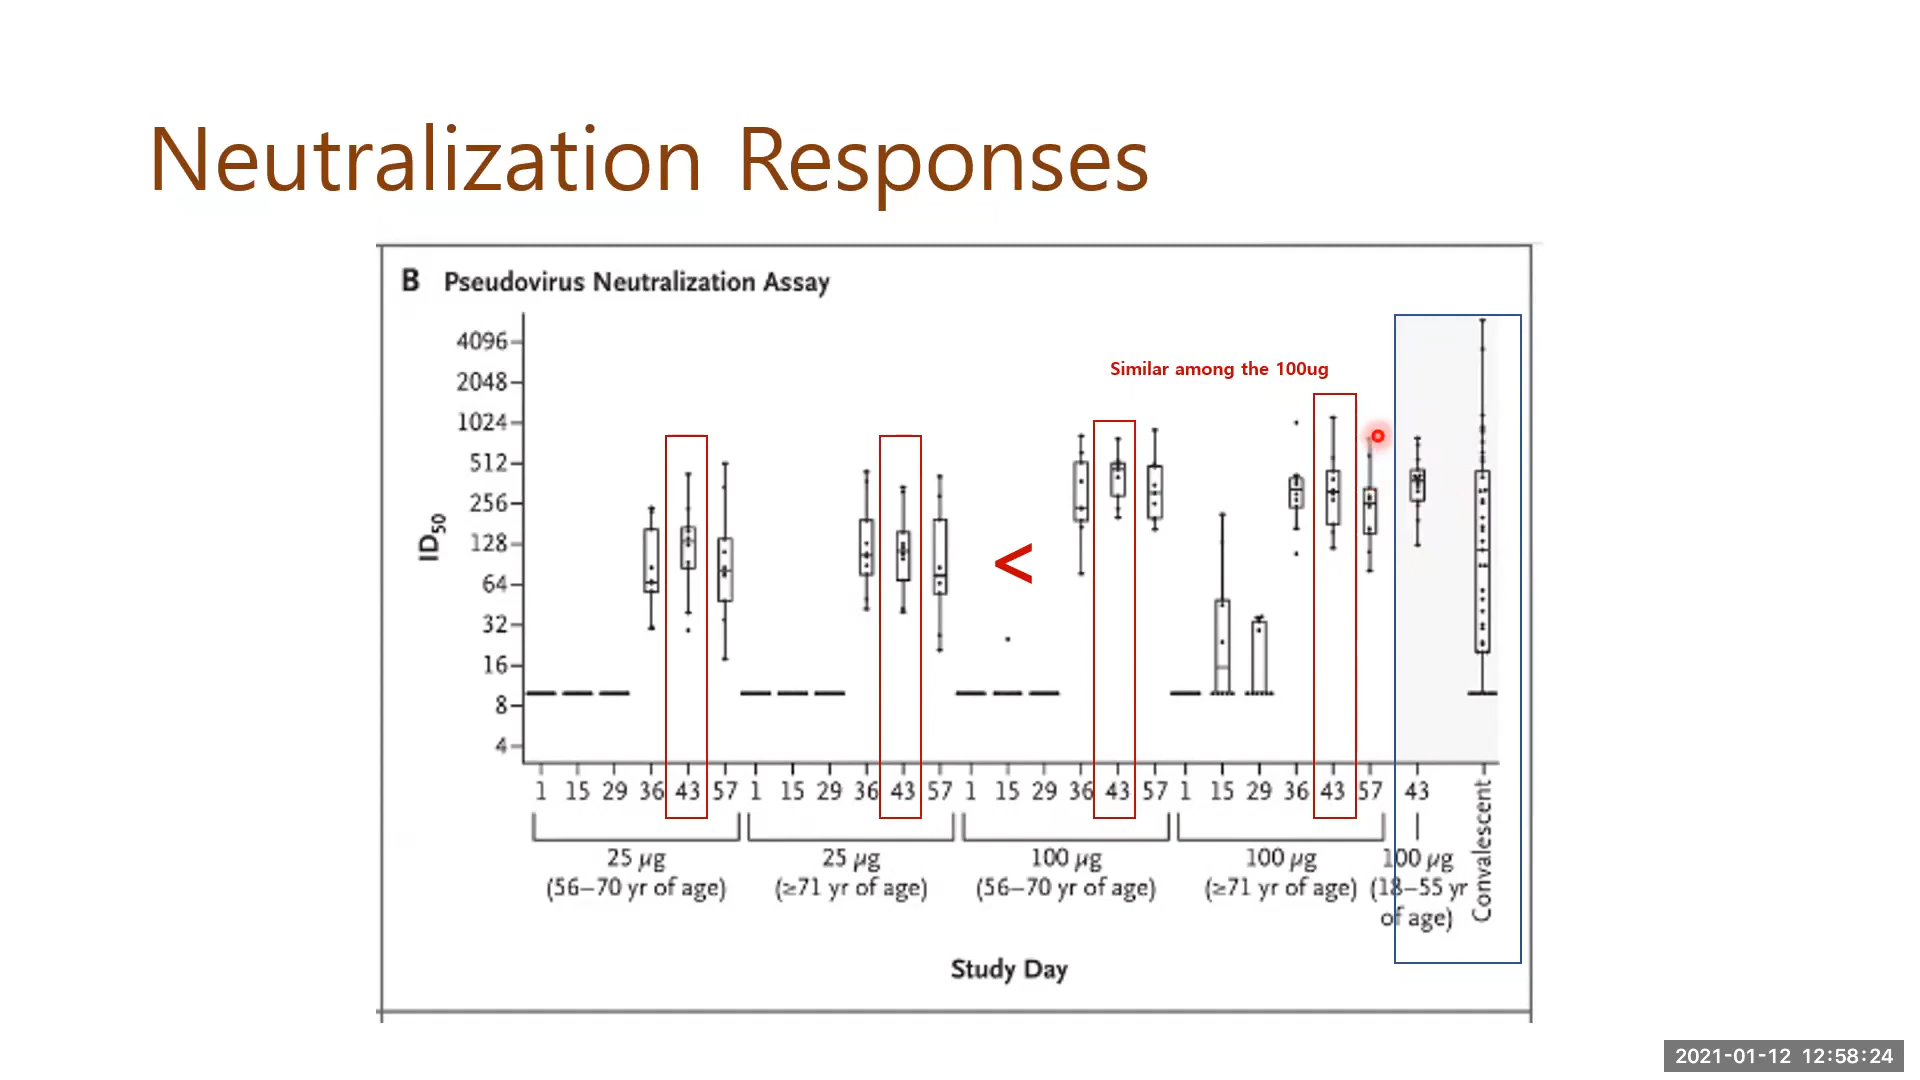 Neutralization Responses
B Pseudovirus Neutralization Assay
Similar among the 100ug
4096
2048
1024
512
256
128
64
32
16
8
4
ID50
<
1 15 29 36 43 57 1 15 29 36 43 57 1 15 29 36 43 57 1 15 29 36 43 57 43 Convalescent
25 µg 25 µg 100 µg 100 µg 100 µg
(56–70 yr of age) (≥71 yr of age) (56–70 yr of age) (≥71 yr of age) (18–55 yr
of age)
Study Day
2021-01-12 12:58:24